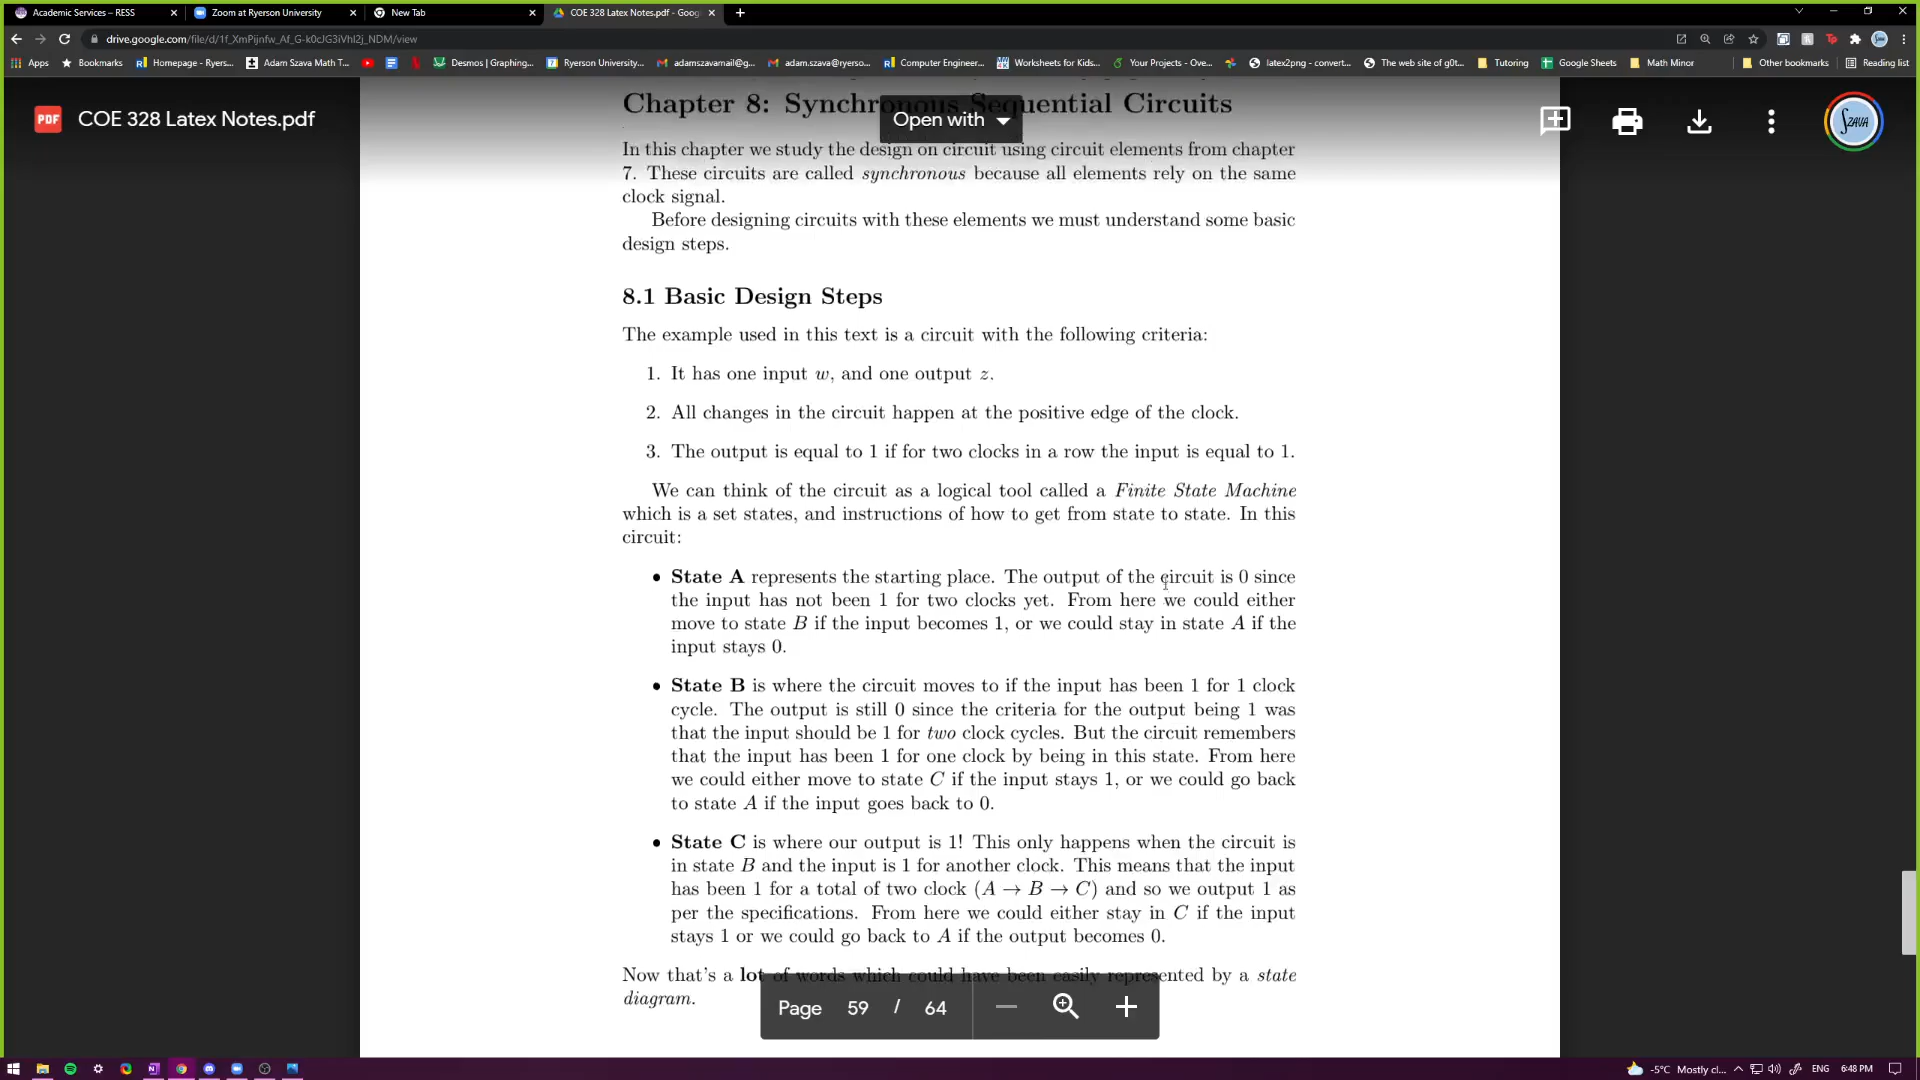 Academic Services – RESS
Zoom at Ryerson University
New Tab
COE 328 Latex Notes.pdf - Goog
drive.google.com/file/d/1f_XmPijnfw_Af_G-k0cJG3iVhl2j_NDM/view
Apps
Bookmarks
Homepage - Ryers...
Adam Szava Math T...
Desmos | Graphing...
Ryerson University...
adamszavamail@g...
adam.szava@ryerso...
Computer Engineer...
Worksheets for Kids...
Your Projects - Ove...
latex2png - convert...
The web site of g0t...
Tutoring
Google Sheets
Math Minor
Other bookmarks
Reading list
PDF
COE 328 Latex Notes.pdf
Open with
SZAVA
Chapter 8: Synchronous Sequential Circuits
In this chapter we study the design on circuit using circuit elements from chapter
7. These circuits are called synchronous because all elements rely on the same
clock signal.
Before designing circuits with these elements we must understand some basic
design steps.
8.1 Basic Design Steps
The example used in this text is a circuit with the following criteria:
1. It has one input w, and one output z.
2. All changes in the circuit happen at the positive edge of the clock.
3. The output is equal to 1 if for two clocks in a row the input is equal to 1.
We can think of the circuit as a logical tool called a Finite State Machine
which is a set states, and instructions of how to get from state to state. In this
circuit:
• State A represents the starting place. The output of the circuit is 0 since
the input has not been 1 for two clocks yet. From here we could either
move to state B if the input becomes 1, or we could stay in state A if the
input stays 0.
• State B is where the circuit moves to if the input has been 1 for 1 clock
cycle. The output is still 0 since the criteria for the output being 1 was
that the input should be 1 for two clock cycles. But the circuit remembers
that the input has been 1 for one clock by being in this state. From here
we could either move to state C if the input stays 1, or we could go back
to state A if the input goes back to 0.
• State C is where our output is 1! This only happens when the circuit is
in state B and the input is 1 for another clock. This means that the input
has been 1 for a total of two clock (A → B → C) and so we output 1 as
per the specifications. From here we could either stay in C if the input
stays 1 or we could go back to A if the output becomes 0.
Now that's a lot of words which could have been easily represented by a state
diagram.
Page 59 / 64
-5°C Mostly cl...
ENG
6:48 PM